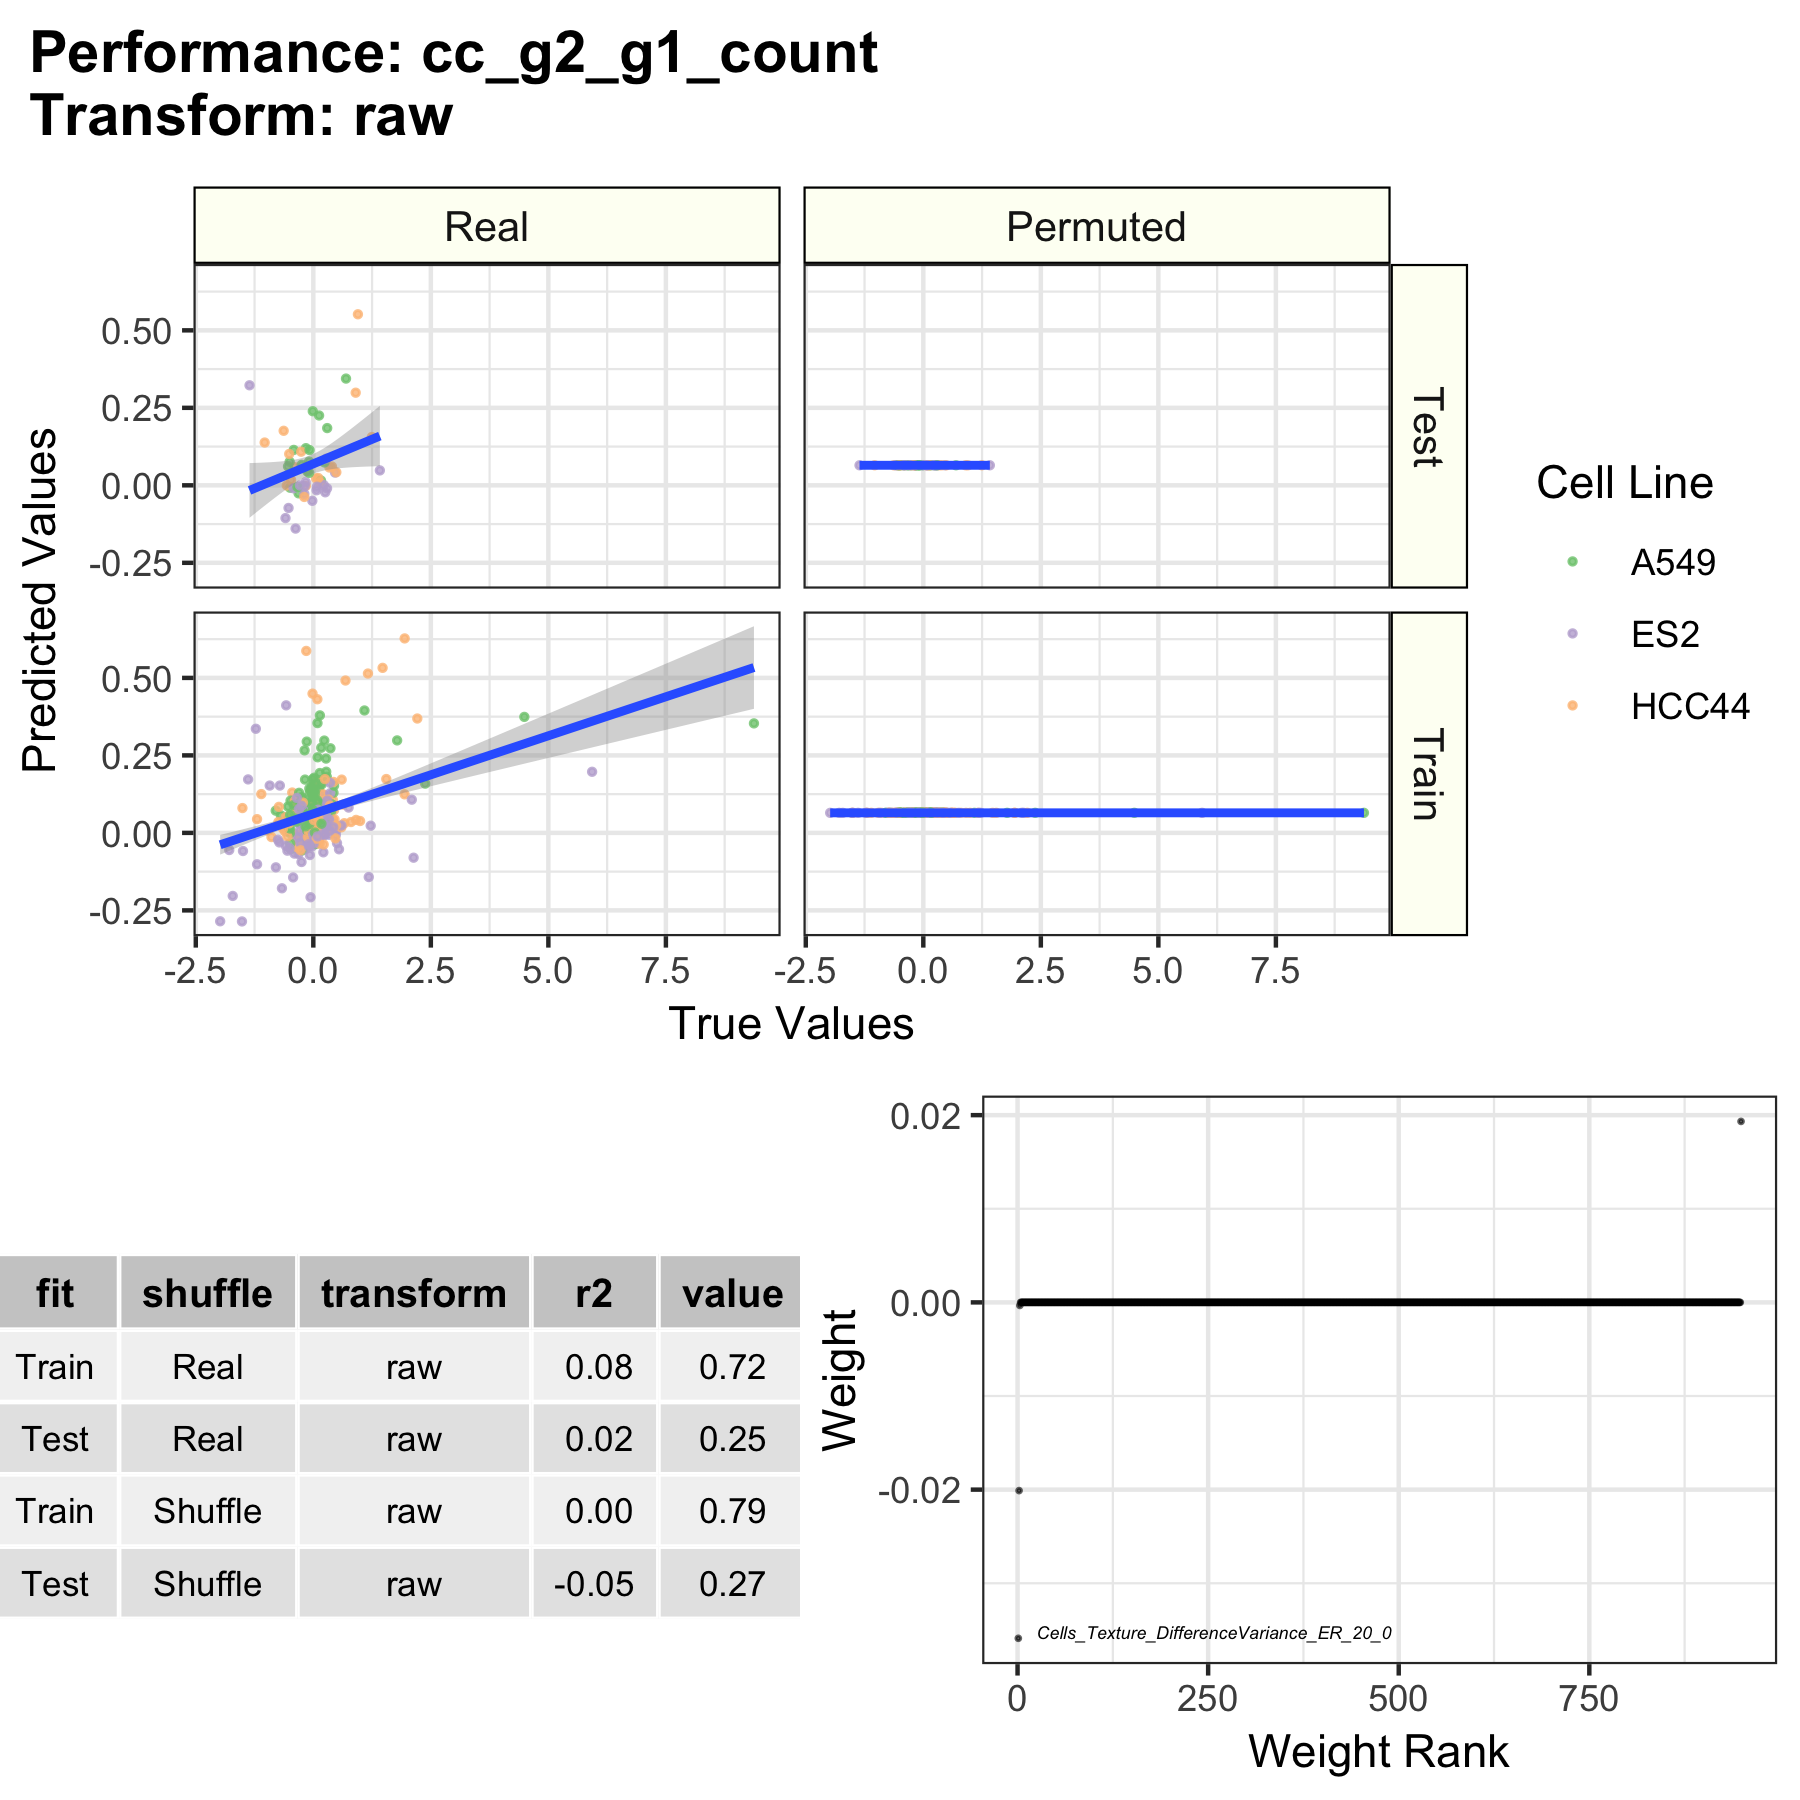 Performance: cc_g2_g1_count
Transform: raw
Real
Permuted
0.50
0.25
0.00
-0.25
Test
0.50
0.25
0.00
-0.25
Train
Predicted Values
-2.5 0.0 2.5 5.0 7.5
-2.5 0.0 2.5 5.0 7.5
True Values
Cell Line
A549
ES2
HCC44
fit shuffle transform r2 value
Train Real raw 0.08 0.72
Test Real raw 0.02 0.25
Train Shuffle raw 0.00 0.79
Test Shuffle raw -0.05 0.27
Weight
0.02
0.00
-0.02
Cells_Texture_DifferenceVariance_ER_20_0
0 250 500 750
Weight Rank